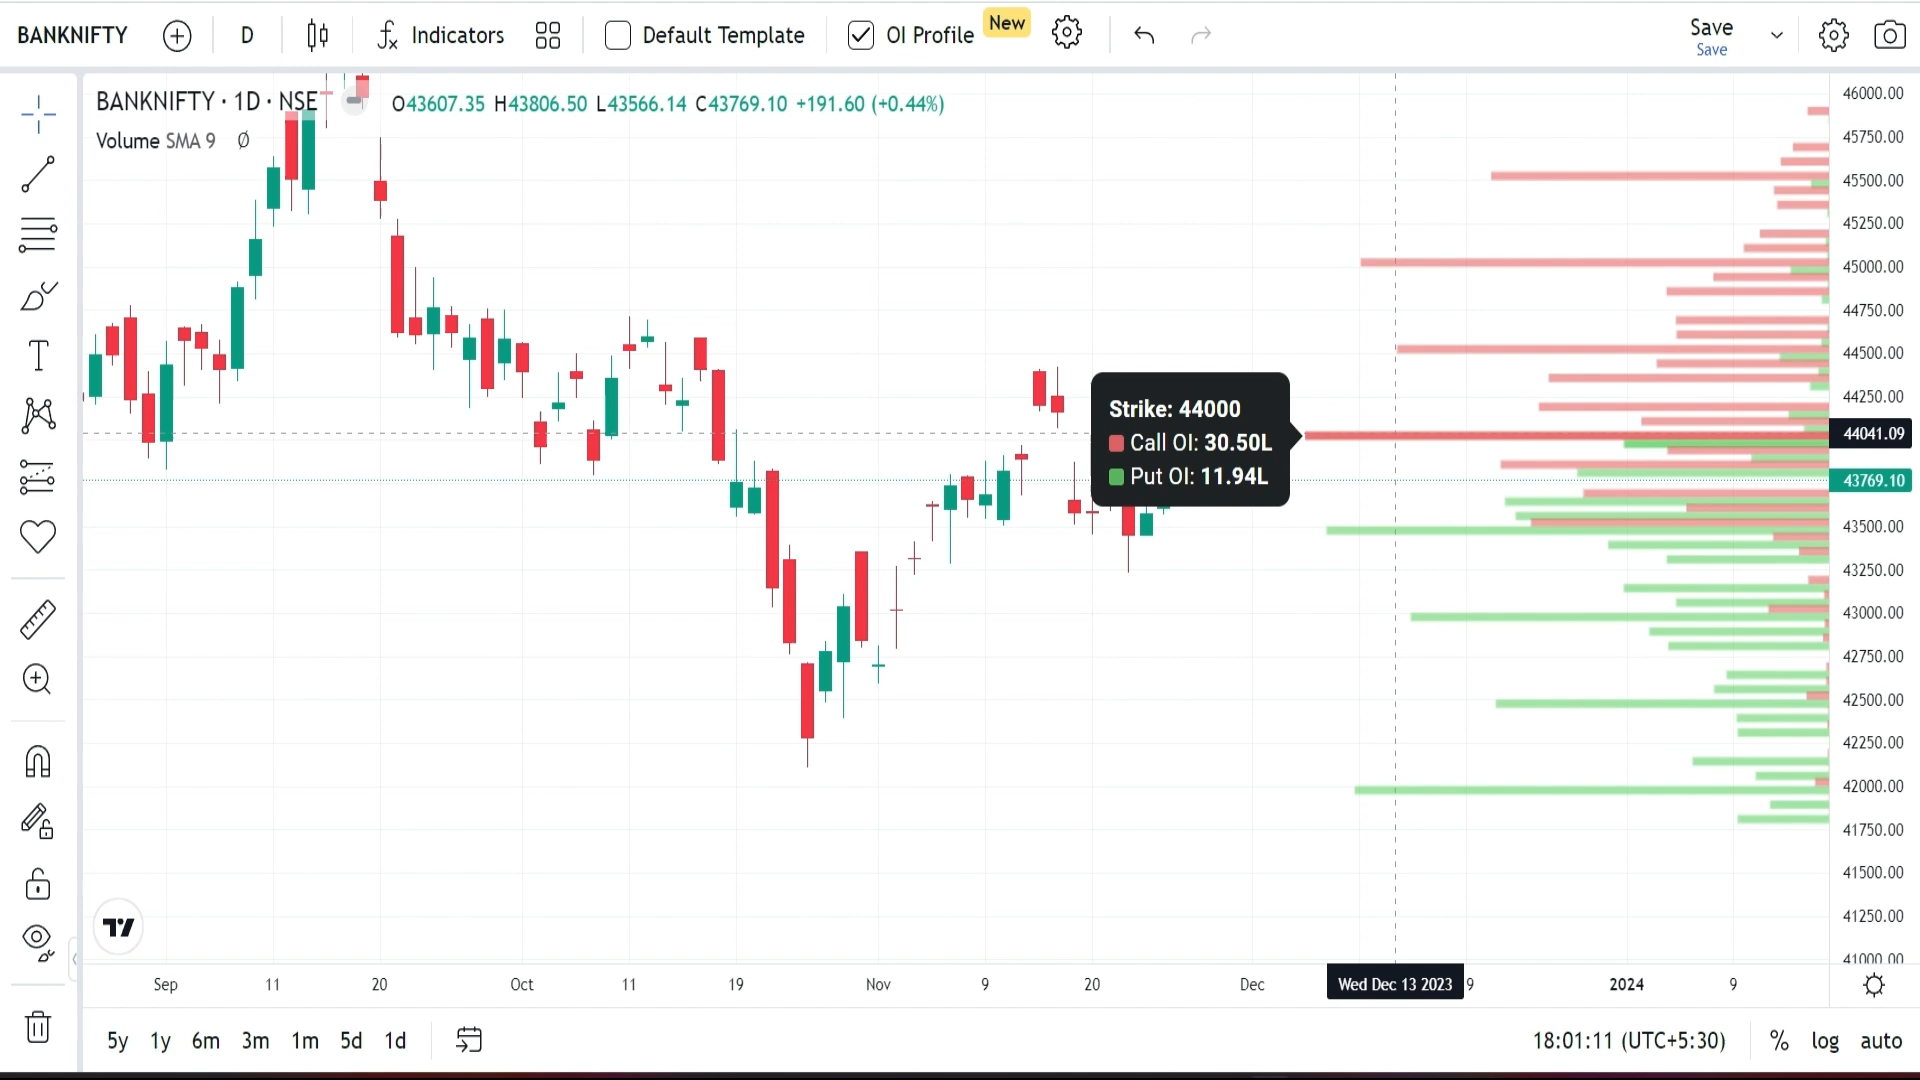 BANKNIFTY D Indicators Default Template OI Profile New Save
Save
BANKNIFTY · 1D · NSE O43607.35 H43806.50 L43566.14 C43769.10 +191.60 (+0.44%)
Volume SMA 9 Ø
46000.00
45750.00
45500.00
45250.00
45000.00
44750.00
44500.00
44250.00
44041.09
43769.10
43500.00
43250.00
43000.00
42750.00
42500.00
42250.00
42000.00
41750.00
41500.00
41250.00
41000.00
Strike: 44000
Call OI: 30.50L
Put OI: 11.94L
Sep 11 20 Oct 11 19 Nov 9 20 Dec Wed Dec 13 2023 9 2024 9
5y 1y 6m 3m 1m 5d 1d 18:01:11 (UTC+5:30) % log auto